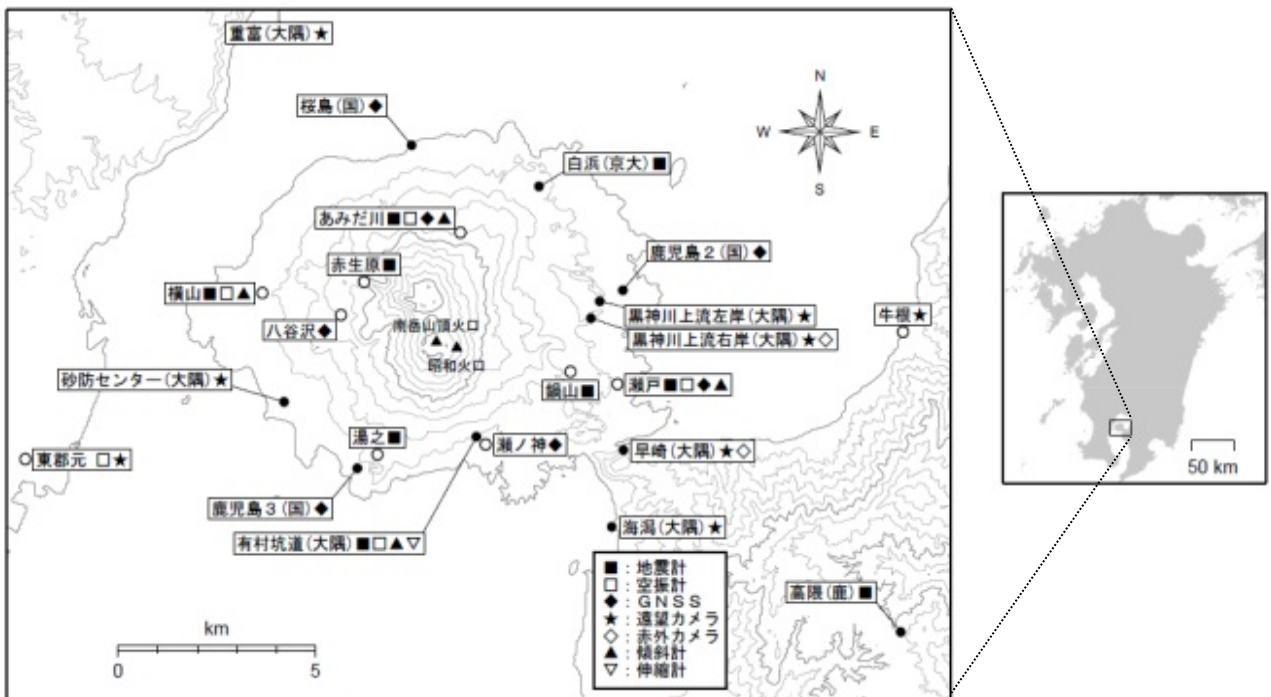 重富(大隅)★
桜島(国)◆
N
W
E
S
白浜(京大)■
あみだ川■□◆▲
鹿児島2(国)◆
赤生原■
横山■□▲
黒神川上流左岸(大隅)★
牛根★
八谷沢◆
南岳山頂火口
黒神川上流右岸(大隅)★◇
昭和火口
砂防センター(大隅)★
鍋山■
瀬戸■□◆▲
湯之■
瀬ノ神◆
早崎(大隅)★◇
東郡元 □★
鹿児島3(国)◆
有村坑道(大隅)■□▲▽
海潟(大隅)★
■:地震計
□:空振計
◆:GNSS
★:遠望カメラ
◇:赤外カメラ
▲:傾斜計
▽:伸縮計
高隈(鹿)■
km
0
5
50 km